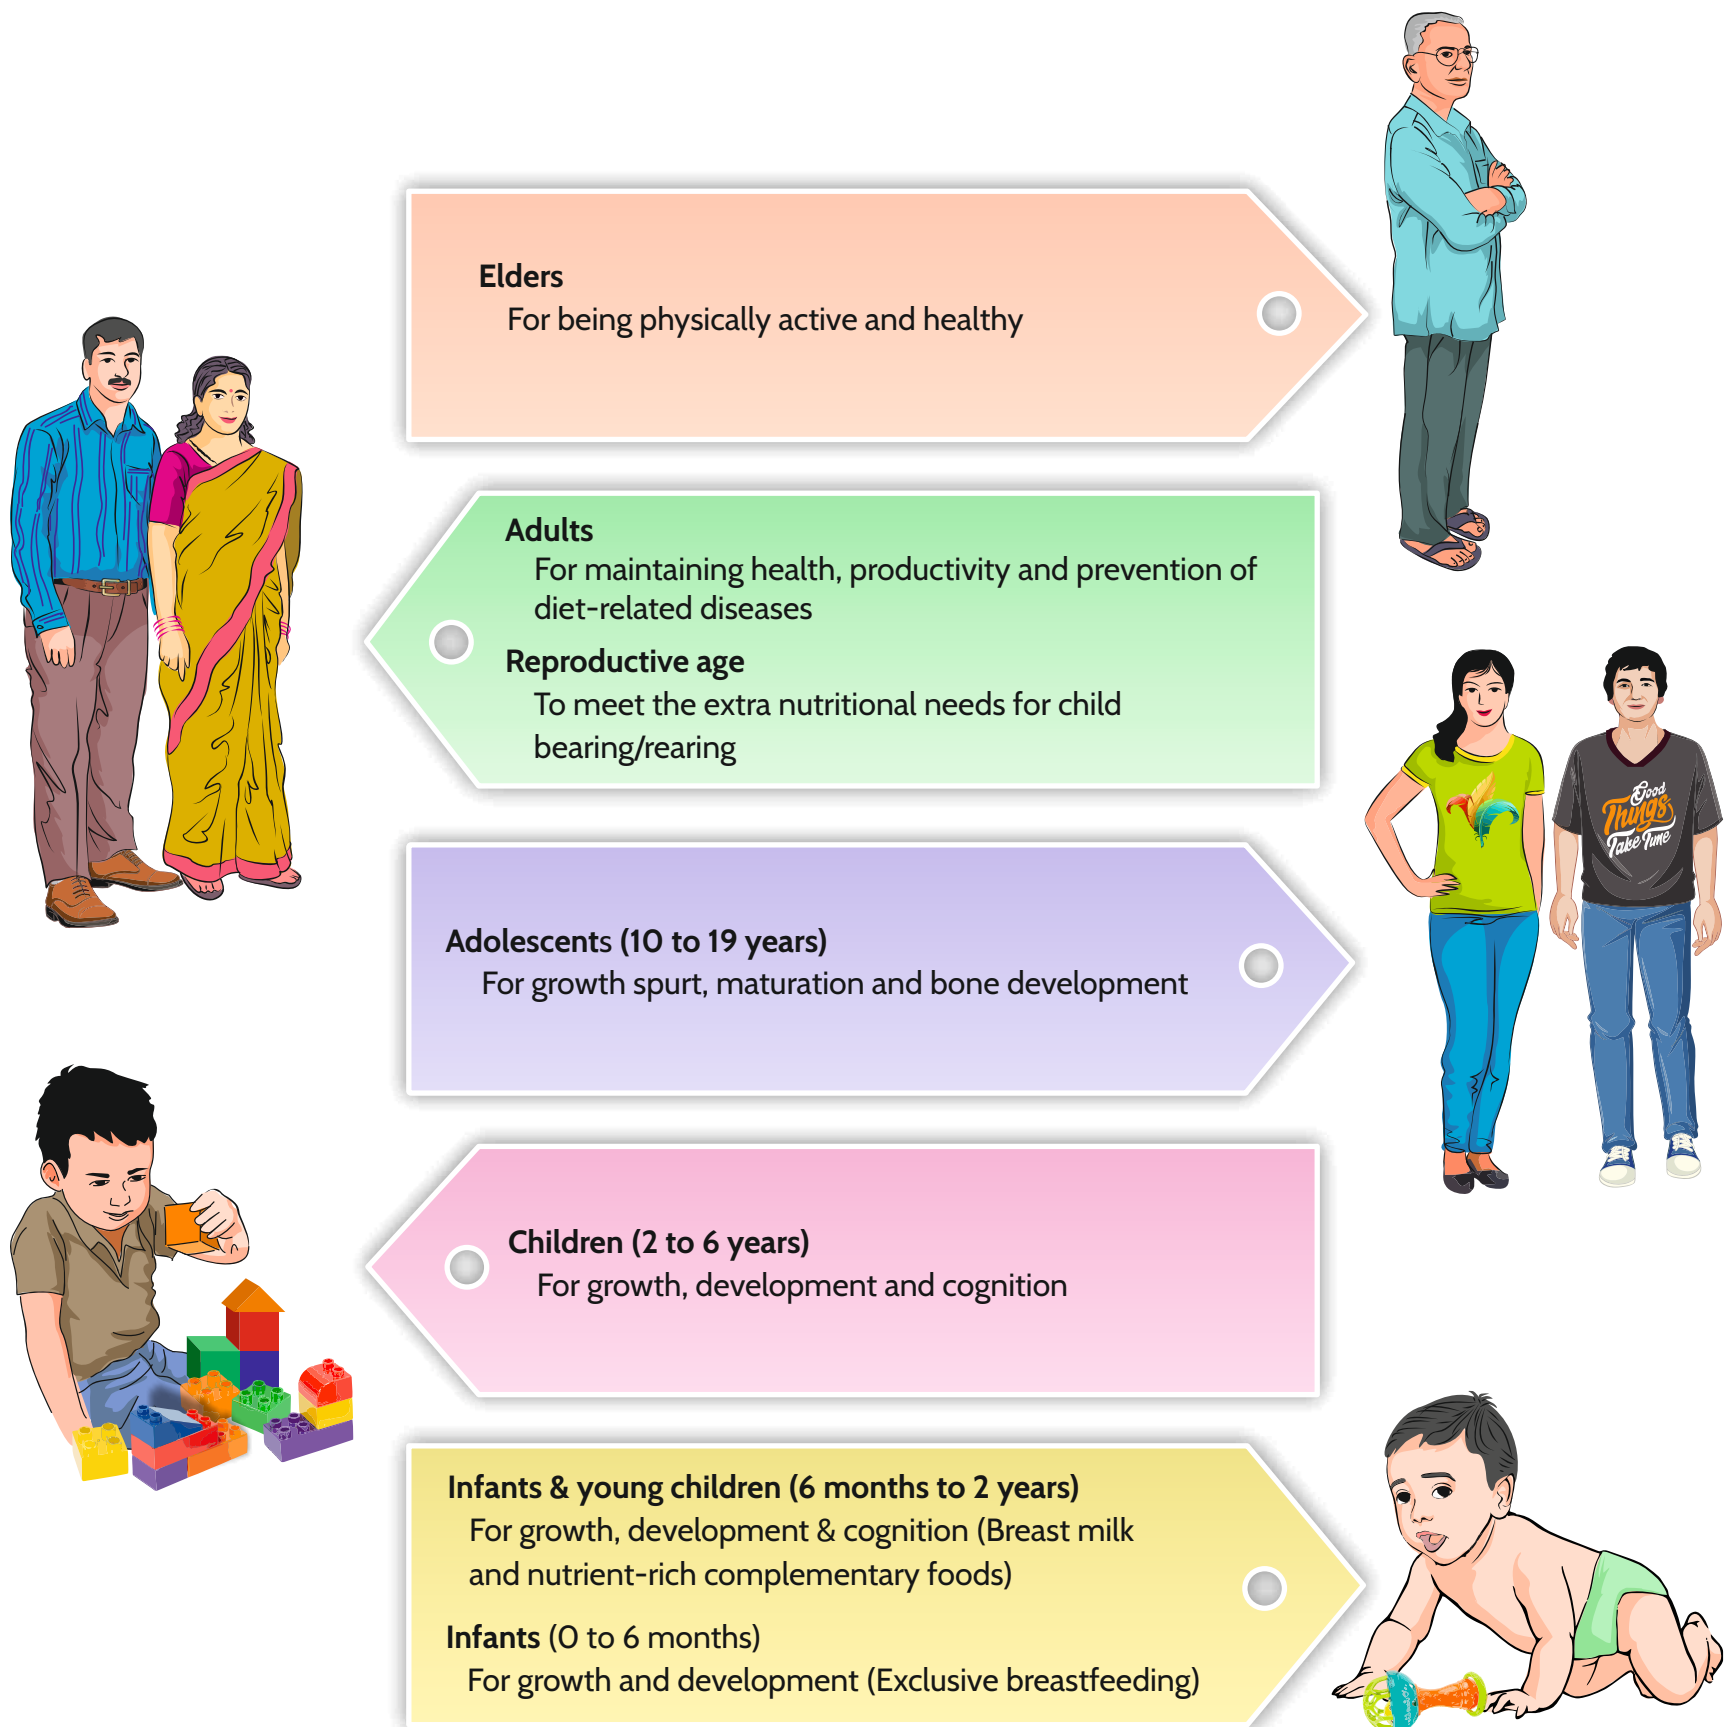 Elders
For being physically active and healthy
Adults
For maintaining health, productivity and prevention of
diet-related diseases
Reproductive age
To meet the extra nutritional needs for child
bearing/rearing
Good
Things
Take Time
Adolescents (10 to 19 years)
For growth spurt, maturation and bone development
Children (2 to 6 years)
For growth, development and cognition
Infants & young children (6 months to 2 years)
For growth, development & cognition (Breast milk
and nutrient-rich complementary foods)
Infants (0 to 6 months)
For growth and development (Exclusive breastfeeding)